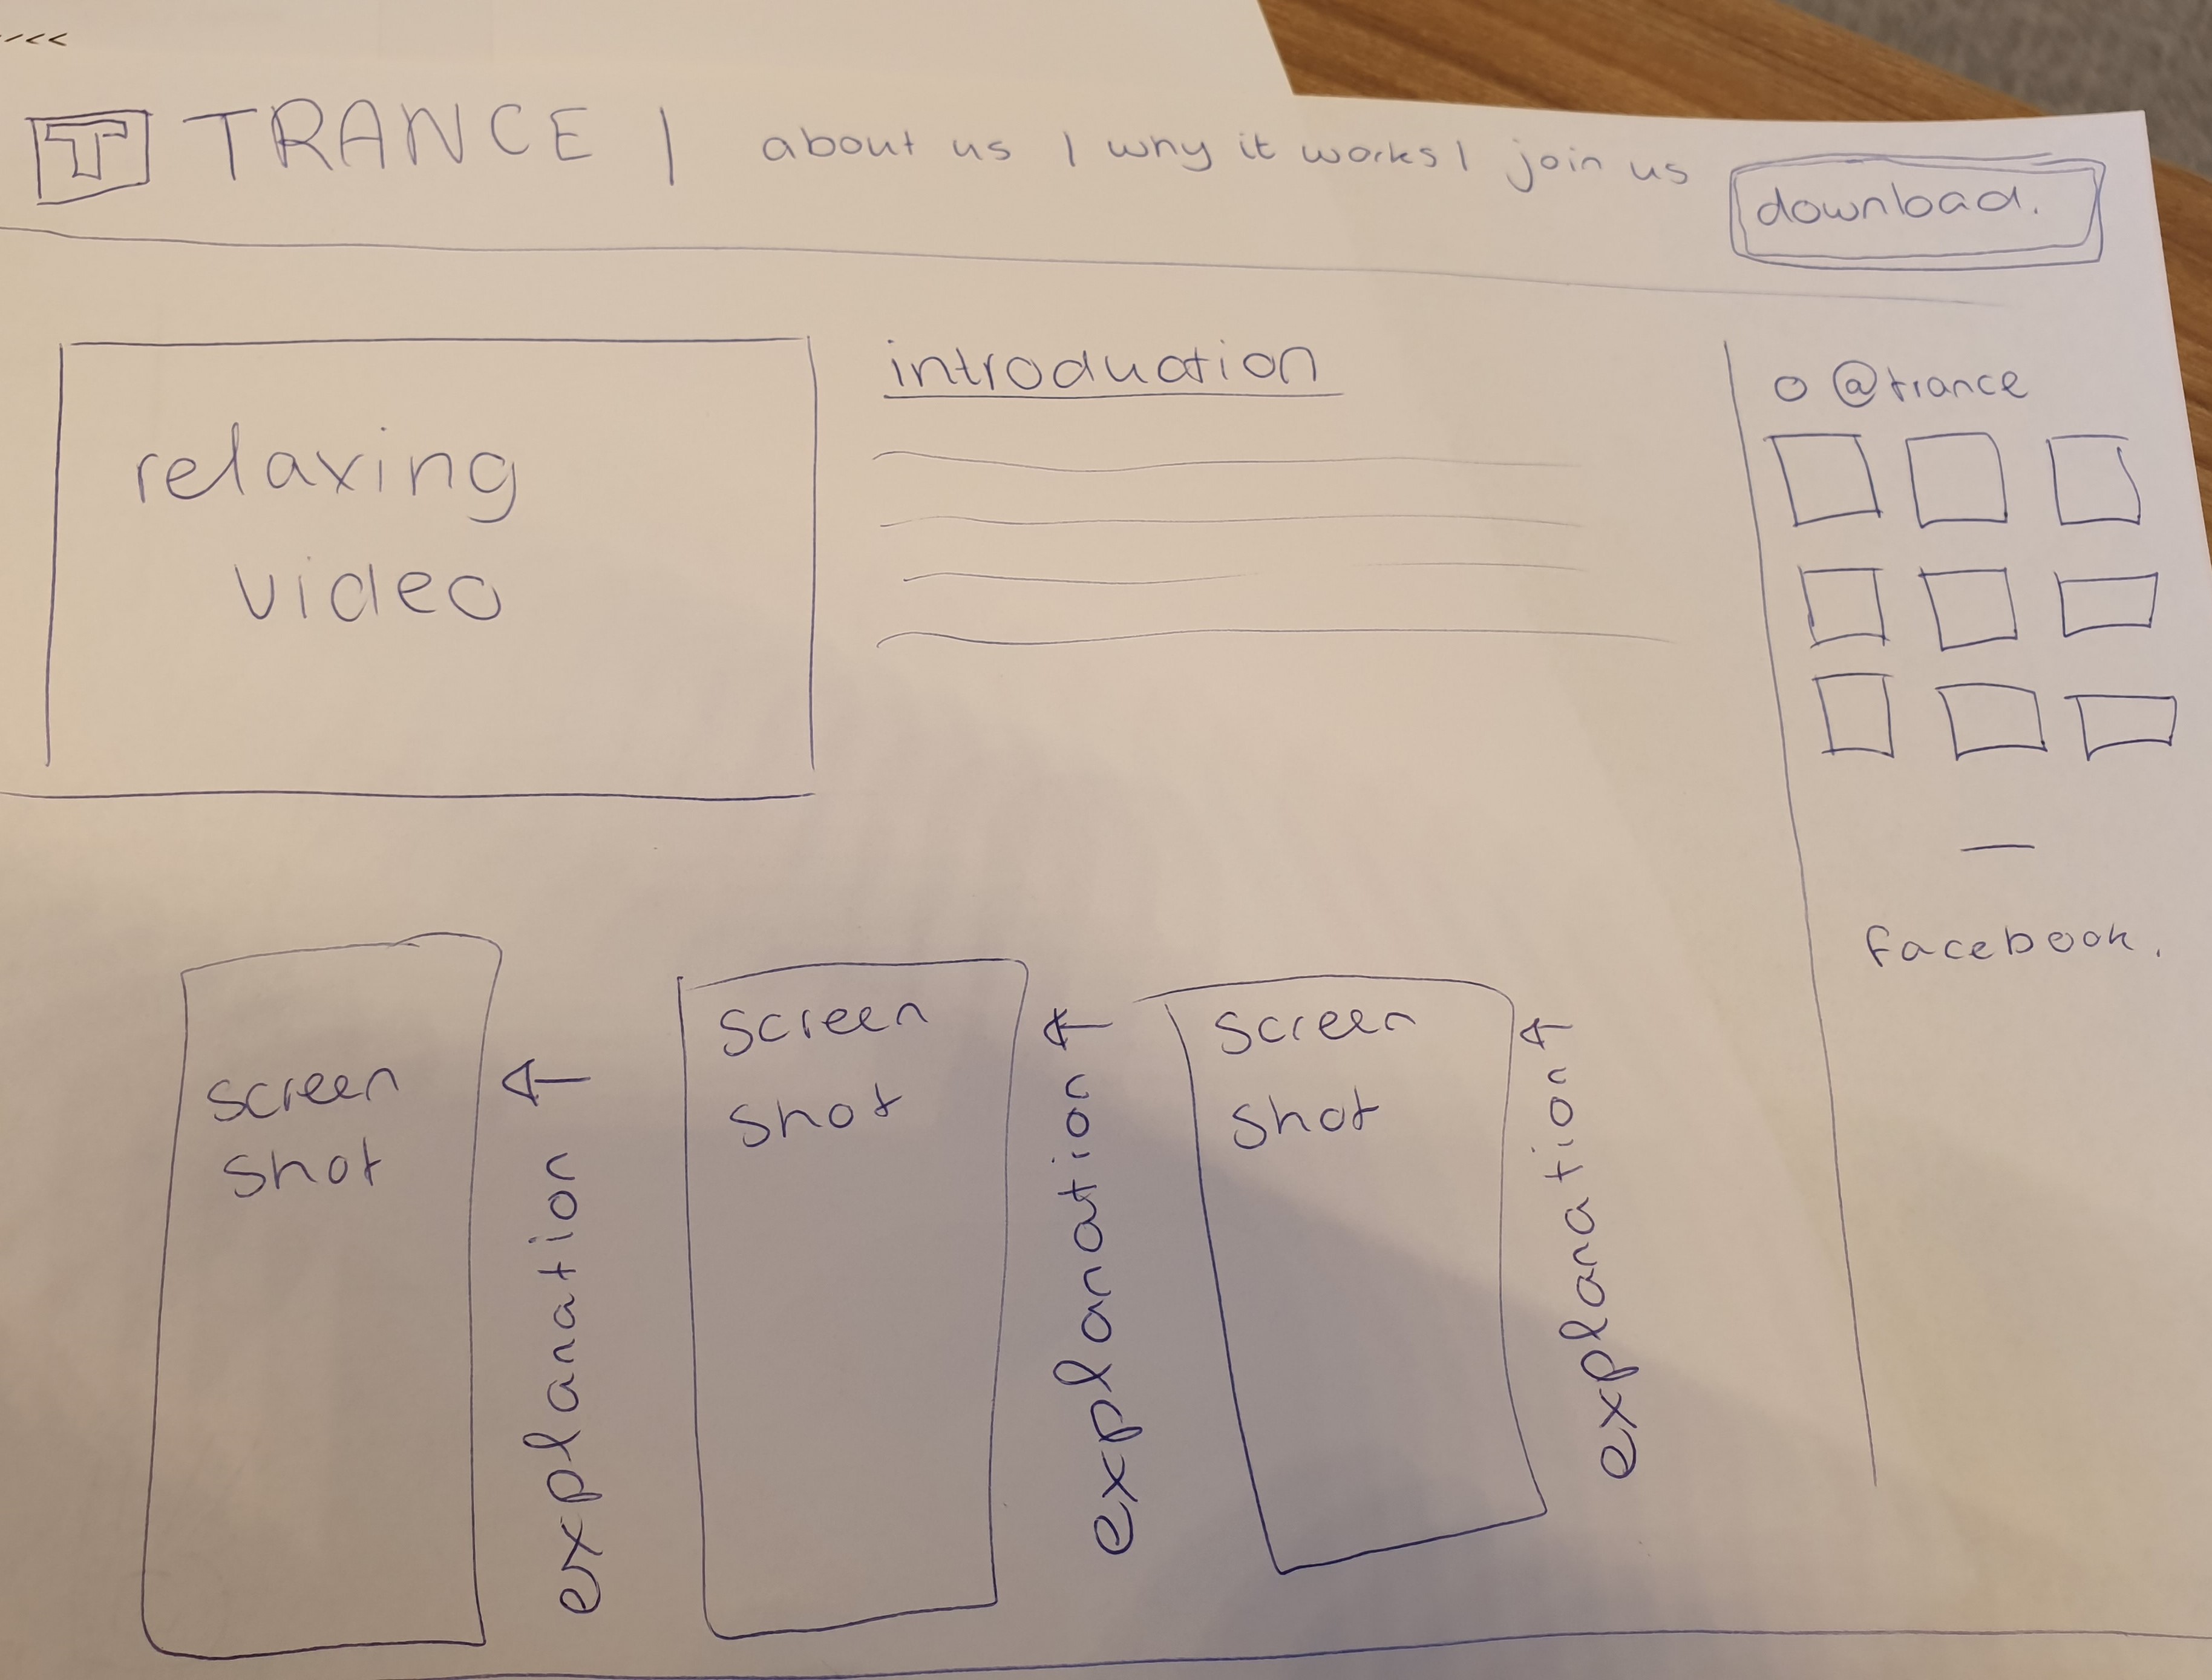 T TRANCE | about us | why it works | join us download.
introduction
@trance
relaxing
video
facebook.
screen
shot
explanation
screen
shot
explanation
screen
shot
explanation